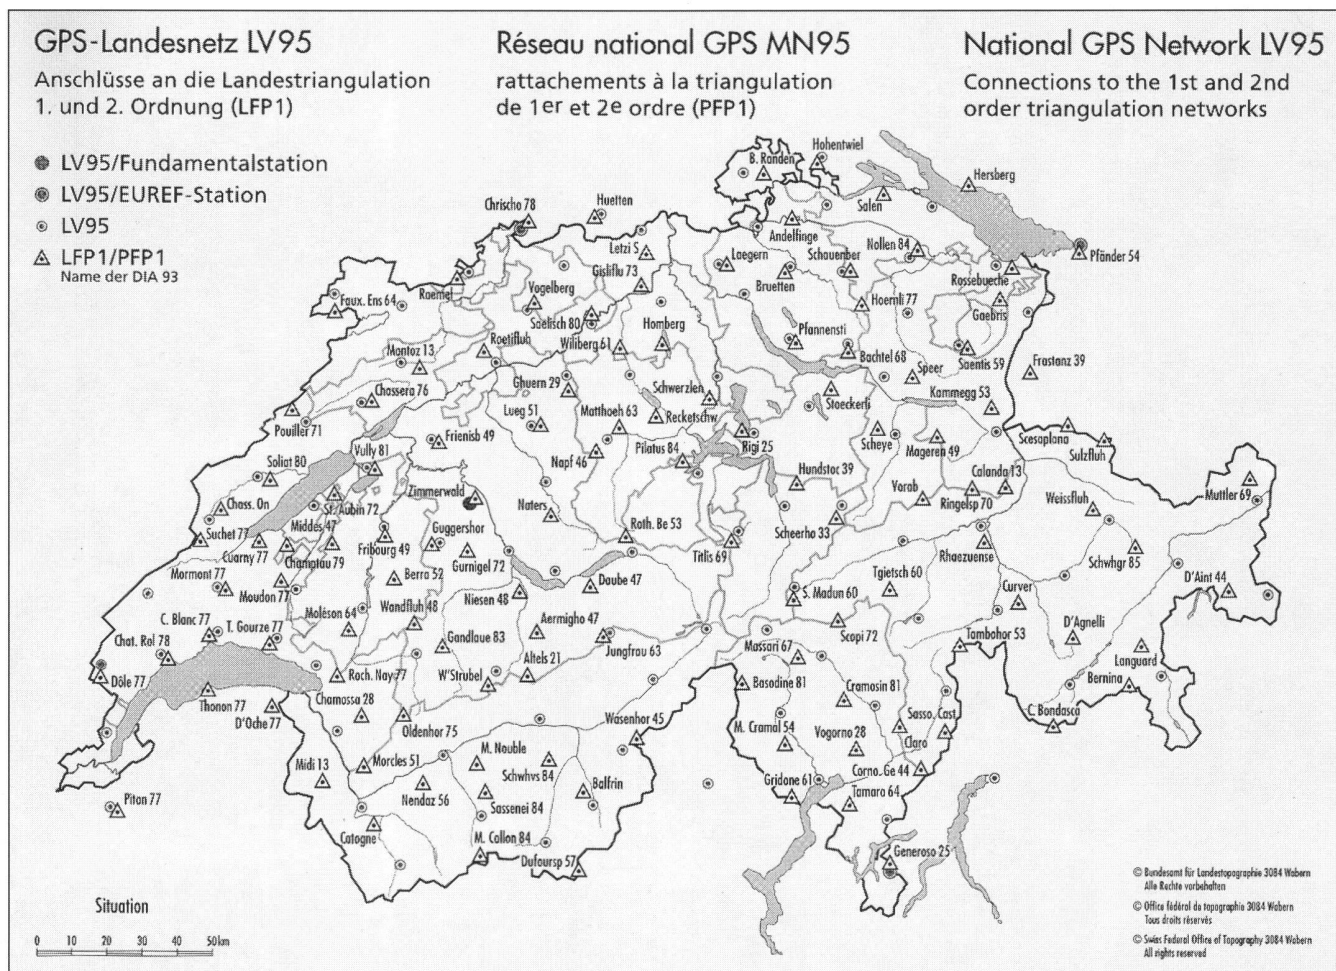 GPS-Landesnetz LV95
Anschlüsse an die Landestriangulation
1. und 2. Ordnung (LFP1)
Réseau national GPS MN95
rattachements à la triangulation
de 1er et 2e ordre (PFP1)
National GPS Network LV95
Connections to the 1st and 2nd
order triangulation networks
LV95/Fundamentalstation
LV95/EUREF-Station
LV95
LFP1/PFP1
Name der DIA 93
Hohentwiel
B. Randen
Hersberg
Salen
Huetten
Chrischo 78
Andelfinge
Letzi S
Nollen 84
Pfänder 54
Laegern
Schauenber
Gisliflu 73
Rossebueche
Bruetten
Raemel
Vogelberg
Faux. Ens 64
Hoernli 77
Gaebris
Saelisch 80
Homberg
Pfannensti
Roetifluh
Wiliberg 61
Montoz 13
Bachtel 68
Saentis 59
Frastanz 39
Speer
Ghuern 29
Schwerzlen
Chassera 76
Stoeckerli
Kammegg 53
Matthoeh 63
Lueg 51
Recketschw
Pouiller 71
Frienisb 49
Rigi 25
Scheye
Mageren 49
Scesaplana
Sulzfluh
Vully 81
Napf 46
Pilatus 84
Soliat 80
Hundstoc 39
Calanda 13
Zimmerwald
Muttler 69
Chass. On
St. Aubin 72
Naters
Vorab
Ringelsp 70
Weissfluh
Middes 47
Guggershor
Roth. Be 53
Scheerho 33
Suchet 77
Cuarny 77
Fribourg 49
Titlis 69
Rhaezuense
Schwhgr 85
Champtau 79
Gurnigel 72
Mormont 77
Berra 52
Daube 47
Tgietsch 60
D'Aint 44
Moudon 77
Niesen 48
S. Madun 60
Curver
Moléson 64
Wandfluh 48
C. Blanc 77
T. Gourze 77
Aermigho 47
Scopi 72
D'Agnelli
Chat. Rol 78
Gandlaue 83
Jungfrau 63
Massari 67
Tambohor 53
Languard
Dôle 77
Roch. Nay 77
W'Strubel
Altels 21
Basodine 81
Bernina
Thonon 77
Chamossa 28
Cramosin 81
D'Oche 77
Oldenhor 75
Wasenhor 45
M. Cramal 54
Vogorno 28
Sasso. Cast
C. Bondasca
Claro
Midi 13
Morcles 51
M. Nouble
Schwhvs 84
Balfrin
Gridone 61
Corno. Ge 44
Nendaz 56
Sassenei 84
Tamaro 64
Pitan 77
Catogne
M. Collon 84
Dufoursp 57
Generoso 25
Situation
0 10 20 30 40 50 km
© Bundesamt für Landestopographie 3084 Wabern
Alle Rechte vorbehalten
© Office fédéral de topographie 3084 Wabern
Tous droits réservés
© Swiss Federal Office of Topography 3084 Wabern
All rights reserved